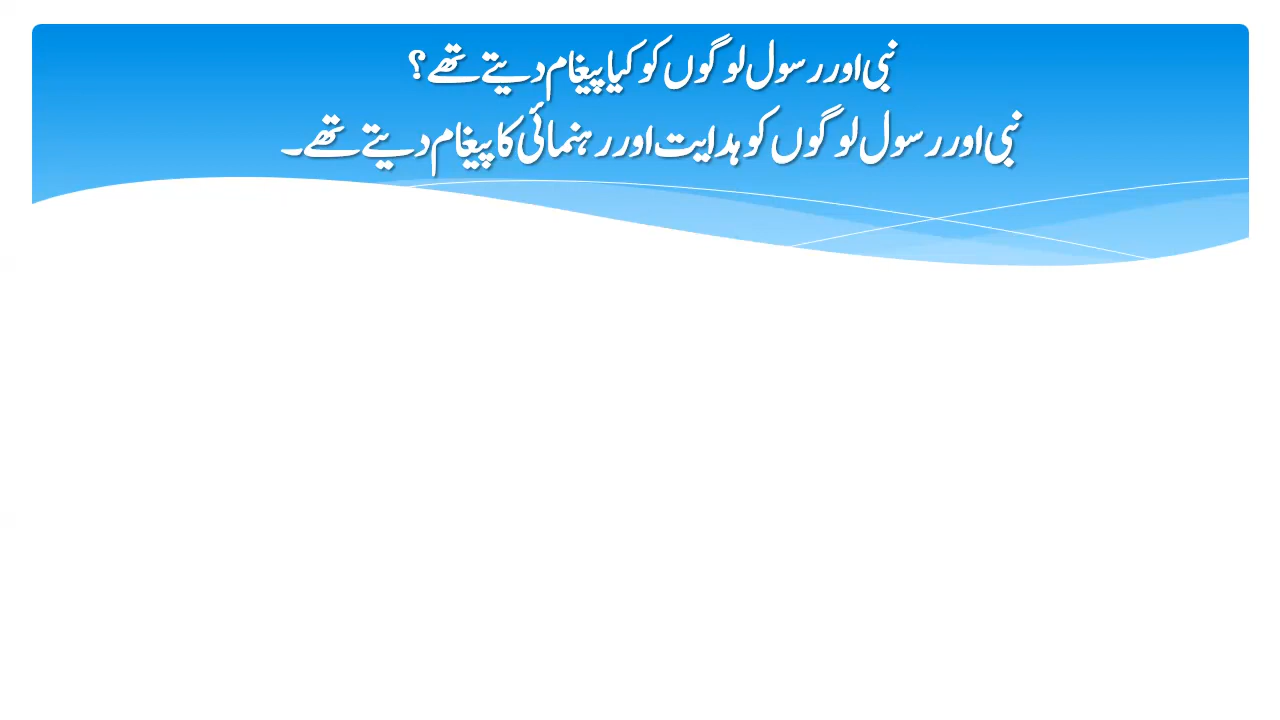 نبی اور رسول لوگوں کو کیا پیغام دیتے تھے؟
نبی اور رسول لوگوں کو ہدایت اور رہنمائی کا پیغام دیتے تھے۔